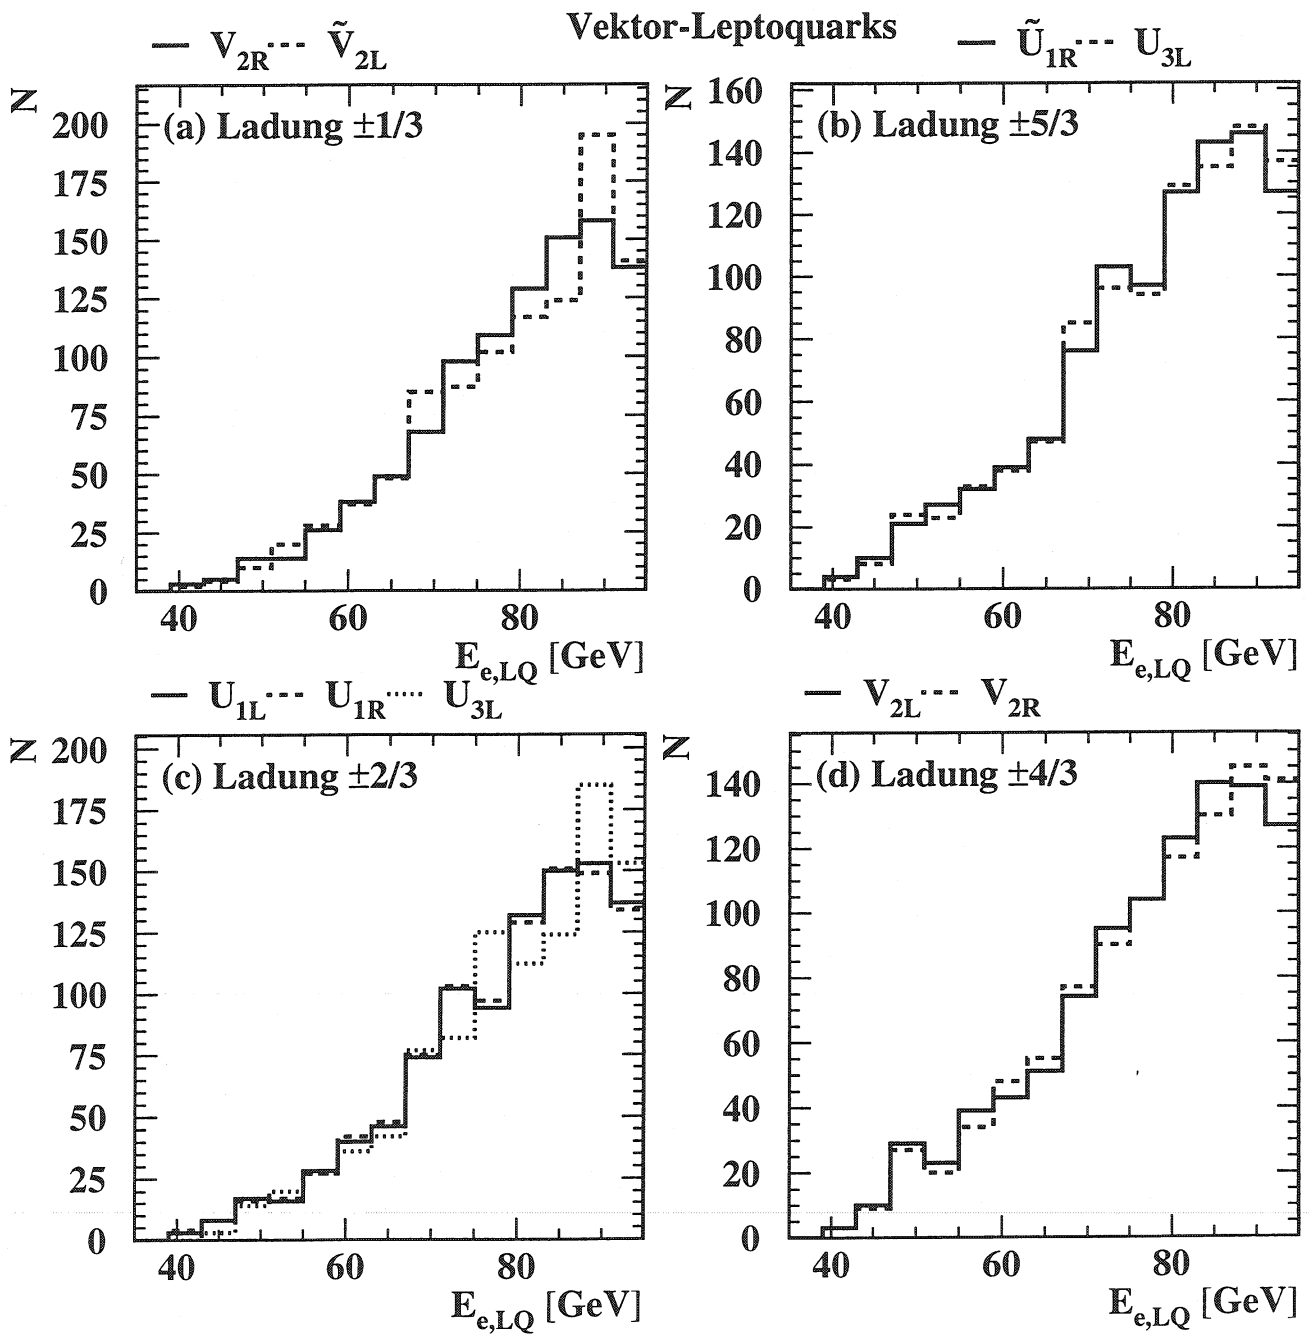 Vektor-Leptoquarks
V2R Ṽ2L
N
(a) Ladung ±1/3
200
175
150
125
100
75
50
25
0
40 60 80
Ee,LQ [GeV]
Ũ1R U3L
N
(b) Ladung ±5/3
160
140
120
100
80
60
40
20
0
40 60 80
Ee,LQ [GeV]
U1L U1R U3L
N
(c) Ladung ±2/3
200
175
150
125
100
75
50
25
0
40 60 80
Ee,LQ [GeV]
V2L V2R
N
(d) Ladung ±4/3
140
120
100
80
60
40
20
0
40 60 80
Ee,LQ [GeV]